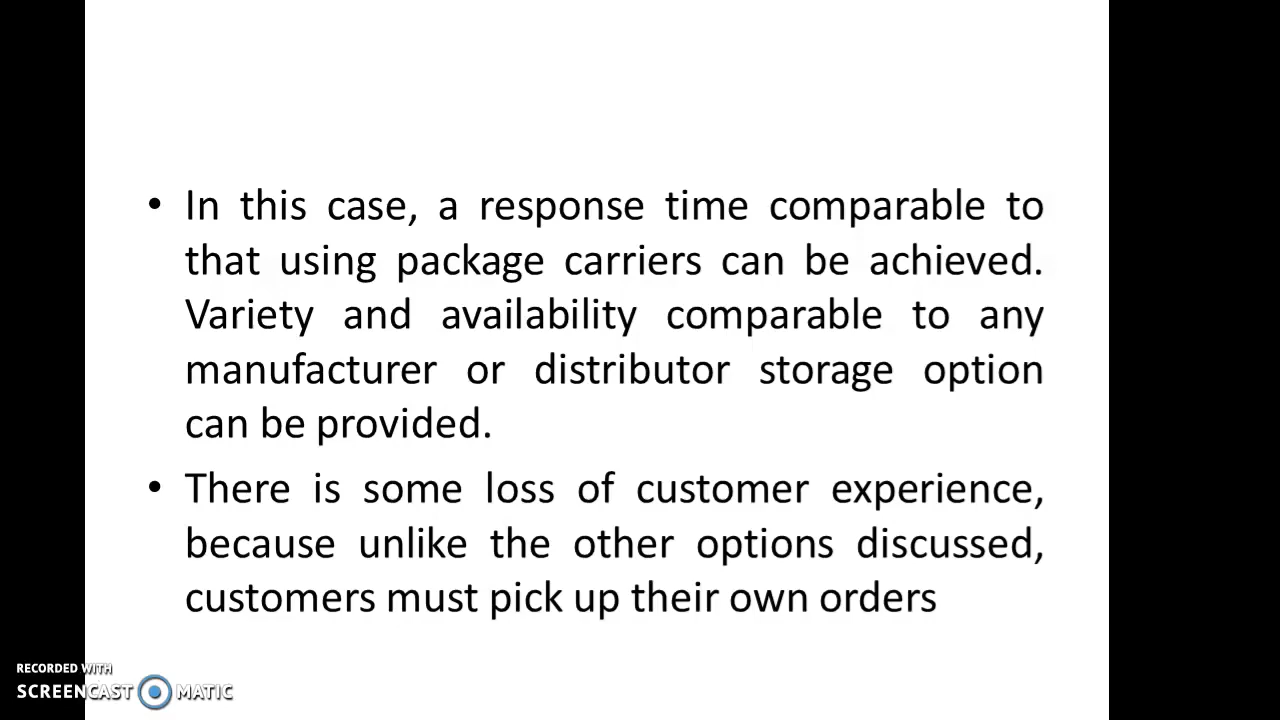 • In this case, a response time comparable to
that using package carriers can be achieved.
Variety and availability comparable to any
manufacturer or distributor storage option
can be provided.
• There is some loss of customer experience,
because unlike the other options discussed,
customers must pick up their own orders
RECORDED WITH
SCREENCAST MATIC